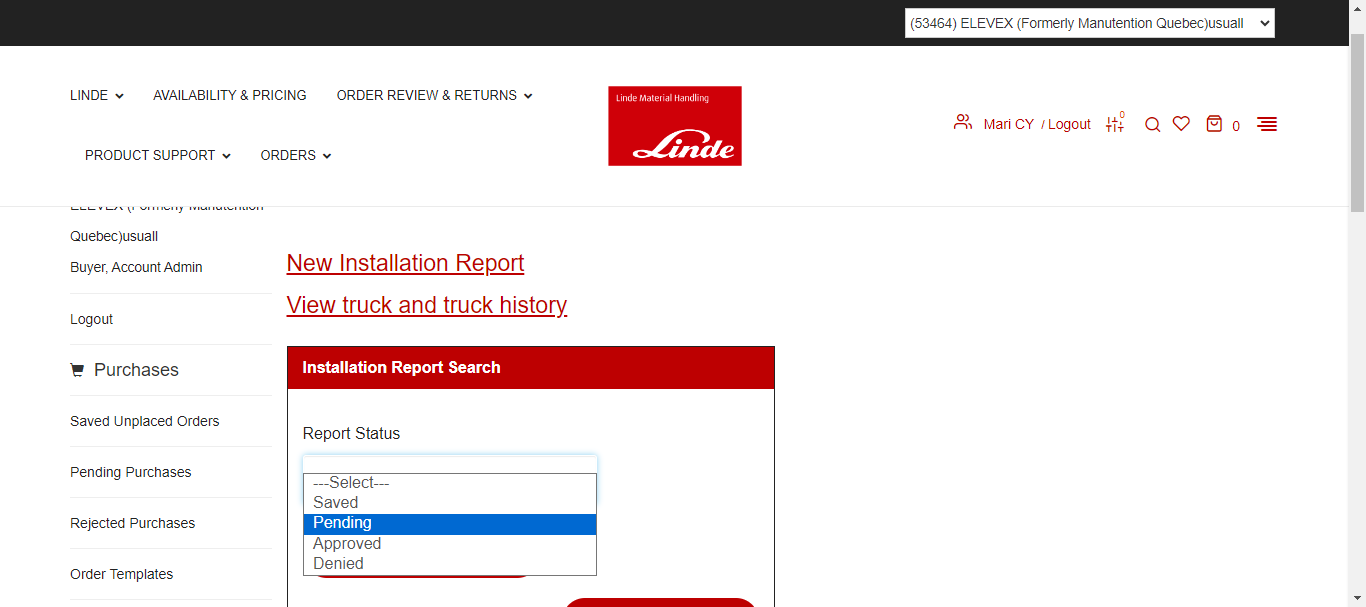 (53464) ELEVEX (Formerly Manutention Quebec)usuall
LINDE
AVAILABILITY & PRICING
ORDER REVIEW & RETURNS
PRODUCT SUPPORT
ORDERS
Linde Material Handling
Linde
Mari CY / Logout
0
0
ELEVEX (Formerly Manutention
Quebec)usuall
Buyer, Account Admin
Logout
Purchases
Saved Unplaced Orders
Pending Purchases
Rejected Purchases
Order Templates
New Installation Report
View truck and truck history
Installation Report Search
Report Status
---Select---
Saved
Pending
Approved
Denied